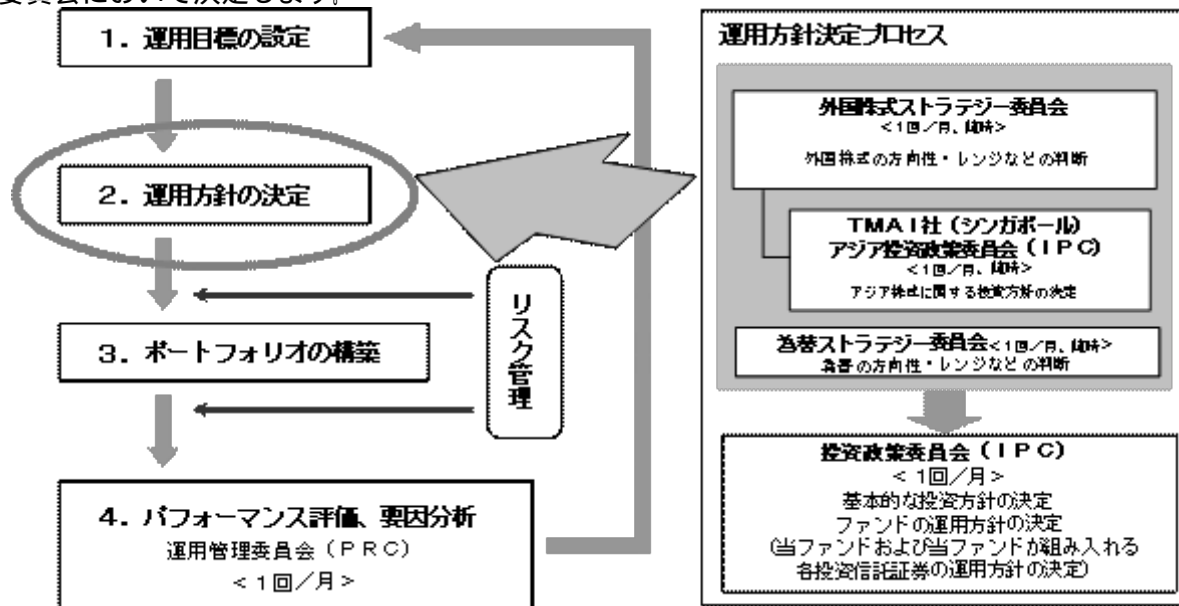 委員会において決定します。
1．運用目標の設定
2．運用方針の決定
リスク管理
3．ポートフォリオの構築
4．パフォーマンス評価、要因分析
運用管理委員会（ＰＲＣ）
＜１回／月＞
運用方針決定プロセス
外国株式ストラテジー委員会
＜１回／月、臨時＞
外国株式の方向性・レンジなどの判断
ＴＭＡＩ社（シンガポール）
アジア投資政策委員会（ＩＰＣ）
＜１回／月、臨時＞
アジア株式に関する投資方針の決定
為替ストラテジー委員会＜１回／月、臨時＞
為替の方向性・レンジなどの判断
投資政策委員会（ＩＰＣ）
＜１回／月＞
基本的な投資方針の決定
ファンドの運用方針の決定
（当ファンドおよび当ファンドが組み入れる
各投資信託証券の運用方針の決定）